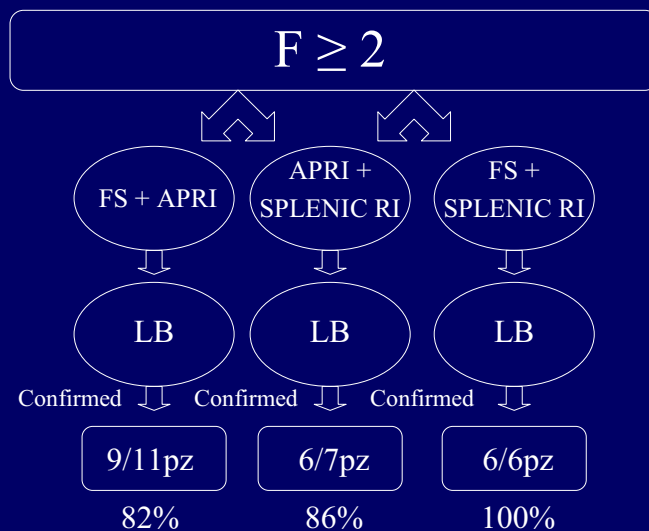 F ≥ 2
FS + APRI
APRI +
SPLENIC RI
FS +
SPLENIC RI
LB
LB
LB
Confirmed
Confirmed
Confirmed
9/11pz
6/7pz
6/6pz
82%
86%
100%